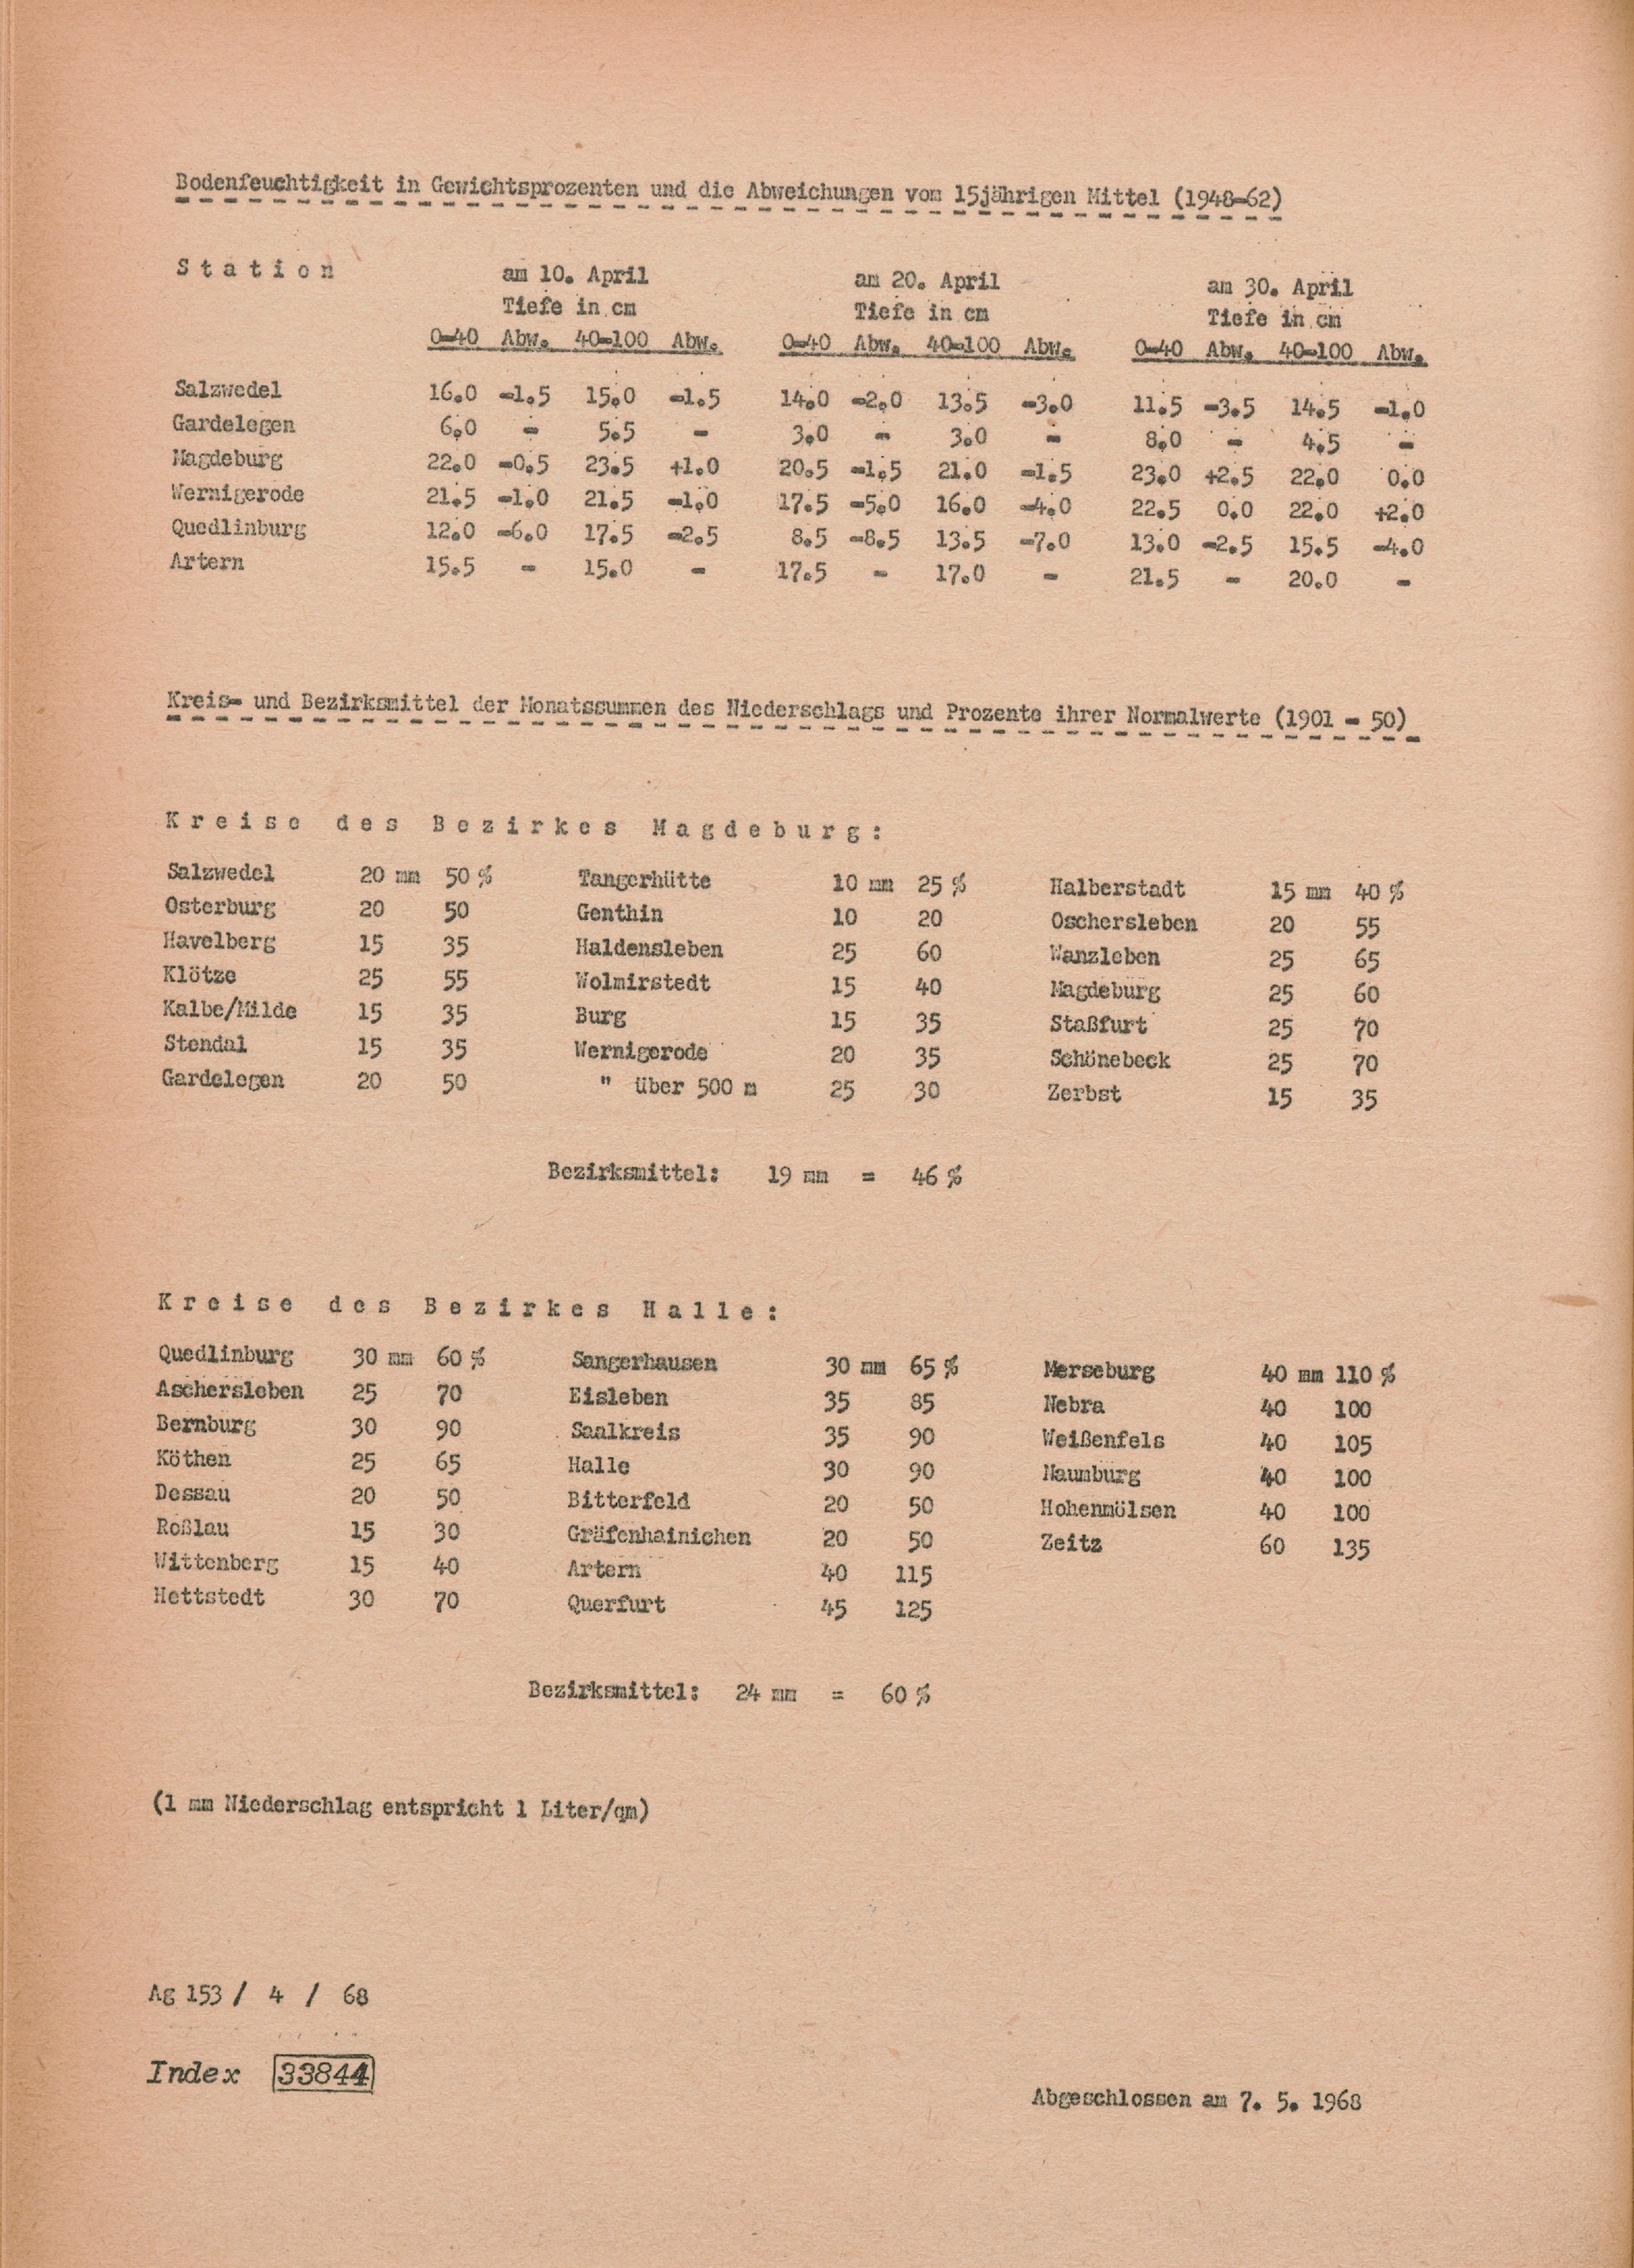 Bodenfeuchtigkeit in Gewichtsprozenten und die Abweichungen vom 15jährigen Mittel (1948-62)
Station am 10. April am 20. April am 30. April
Tiefe in cm Tiefe in cm Tiefe in cm
0-40 Abw. 40-100 Abw. 0-40 Abw. 40-100 Abw. 0-40 Abw. 40-100 Abw.
Salzwedel 16.0 -1.5 15.0 -1.5 14.0 -2.0 13.5 -3.0 11.5 -3.5 14.5 -1.0
Gardelegen 6.0 - 5.5 - 3.0 - 3.0 - 8.0 - 4.5 -
Magdeburg 22.0 -0.5 23.5 +1.0 20.5 -1.5 21.0 -1.5 23.0 +2.5 22.0 0.0
Wernigerode 21.5 -1.0 21.5 -1.0 17.5 -5.0 16.0 -4.0 22.5 0.0 22.0 +2.0
Quedlinburg 12.0 -6.0 17.5 -2.5 8.5 -8.5 13.5 -7.0 13.0 -2.5 15.5 -4.0
Artern 15.5 - 15.0 - 17.5 - 17.0 - 21.5 - 20.0 -
Kreis- und Bezirksmittel der Monatssummen des Niederschlags und Prozente ihrer Normalwerte (1901 - 50)
Kreise des Bezirkes Magdeburg:
Salzwedel 20 mm 50 % Tangerhütte 10 mm 25 % Halberstadt 15 mm 40 %
Osterburg 20 50 Genthin 10 20 Oschersleben 20 55
Havelberg 15 35 Haldensleben 25 60 Wanzleben 25 65
Klötze 25 55 Wolmirstedt 15 40 Magdeburg 25 60
Kalbe/Milde 15 35 Burg 15 35 Staßfurt 25 70
Stendal 15 35 Wernigerode 20 35 Schönebeck 25 70
Gardelegen 20 50 " über 500 m 25 30 Zerbst 15 35
Bezirksmittel: 19 mm = 46 %
Kreise des Bezirkes Halle:
Quedlinburg 30 mm 60 % Sangerhausen 30 mm 65 % Merseburg 40 mm 110 %
Aschersleben 25 70 Eisleben 35 85 Nebra 40 100
Bernburg 30 90 Saalkreis 35 90 Weißenfels 40 105
Köthen 25 65 Halle 30 90 Naumburg 40 100
Dessau 20 50 Bitterfeld 20 50 Hohenmölsen 40 100
Roßlau 15 30 Gräfenhainichen 20 50 Zeitz 60 135
Wittenberg 15 40 Artern 40 115
Hettstedt 30 70 Querfurt 45 125
Bezirksmittel: 24 mm = 60 %
(1 mm Niederschlag entspricht 1 Liter/qm)
Ag 153 / 4 / 68
Index 33844
Abgeschlossen am 7. 5. 1968